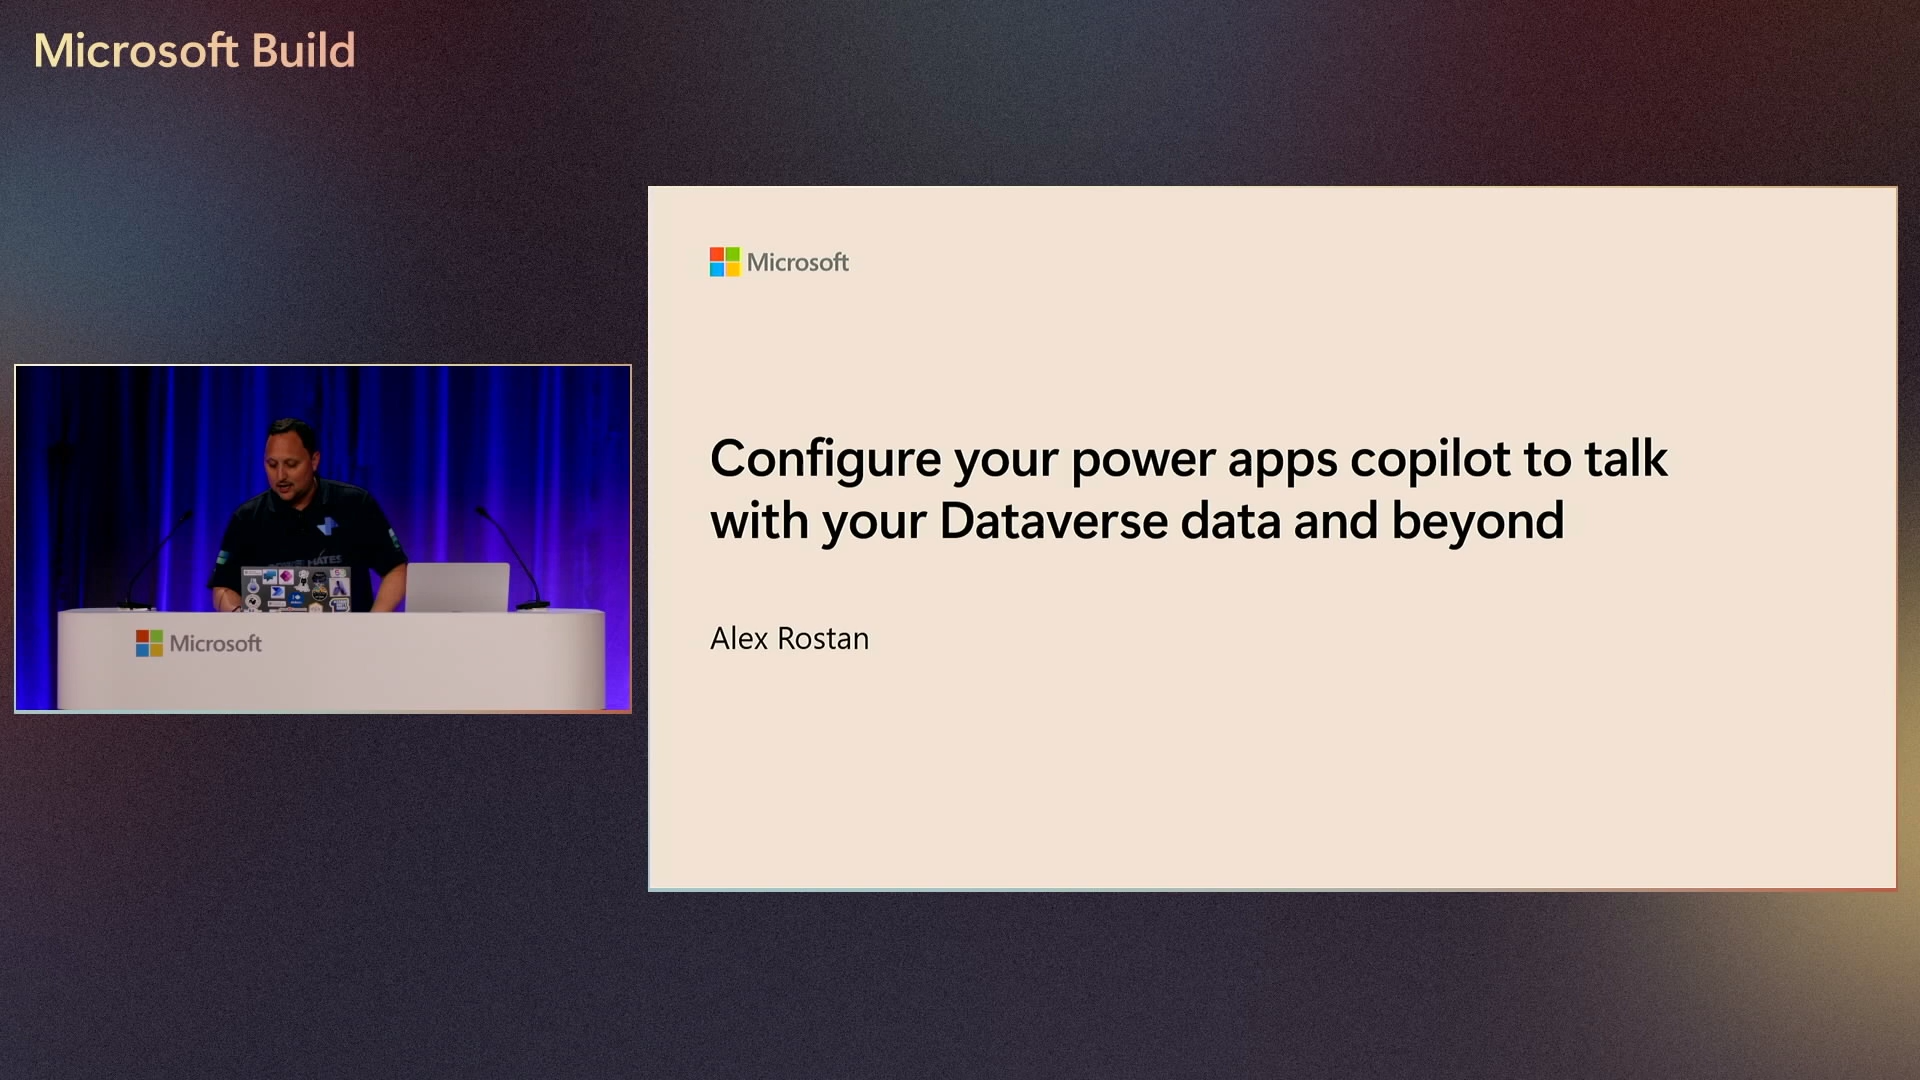 Microsoft Build
Microsoft
Configure your power apps copilot to talk
with your Dataverse data and beyond
Alex Rostan
Microsoft